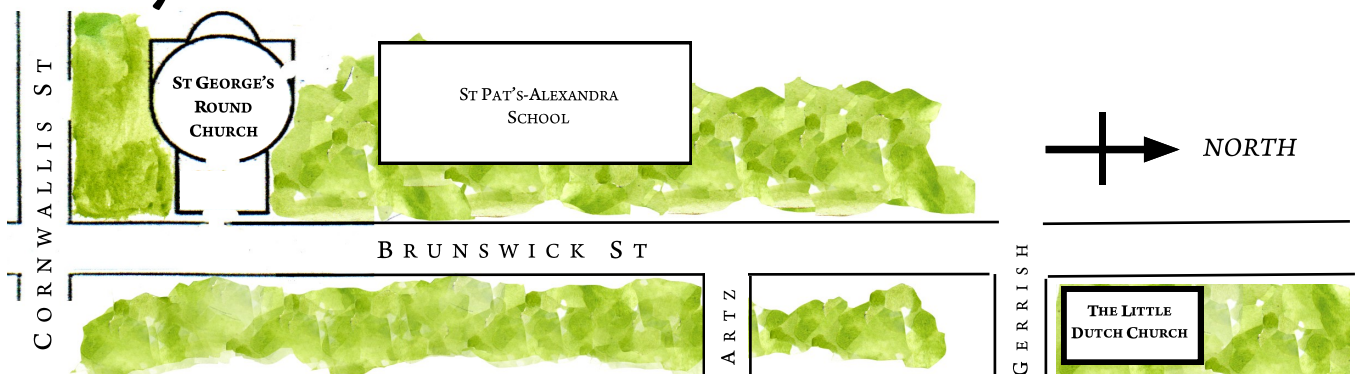 CORNWALLIS ST
ST GEORGE'S
ROUND
CHURCH
ST PAT'S-ALEXANDRA
SCHOOL
NORTH
BRUNSWICK ST
ARTZ
GERRISH
THE LITTLE
DUTCH CHURCH